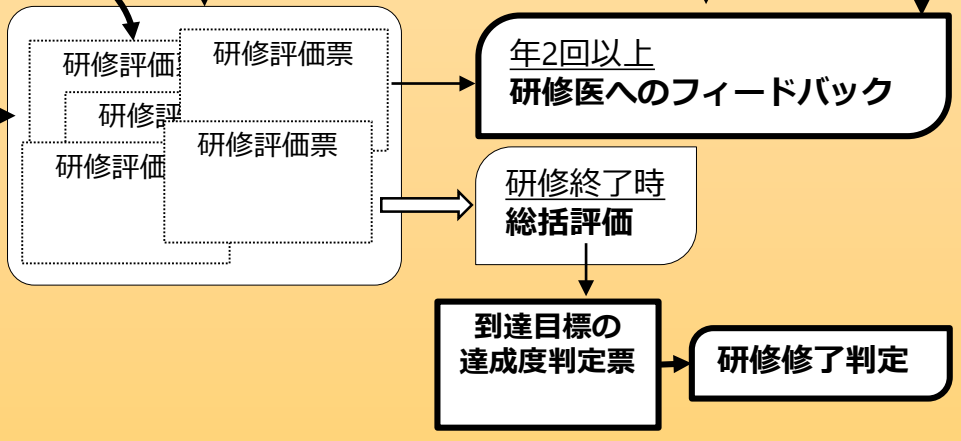 研修評価
研修評価票
研修評
研修評価票
研修評価
年2回以上
研修医へのフィードバック
研修終了時
総括評価
到達目標の
達成度判定票
研修修了判定